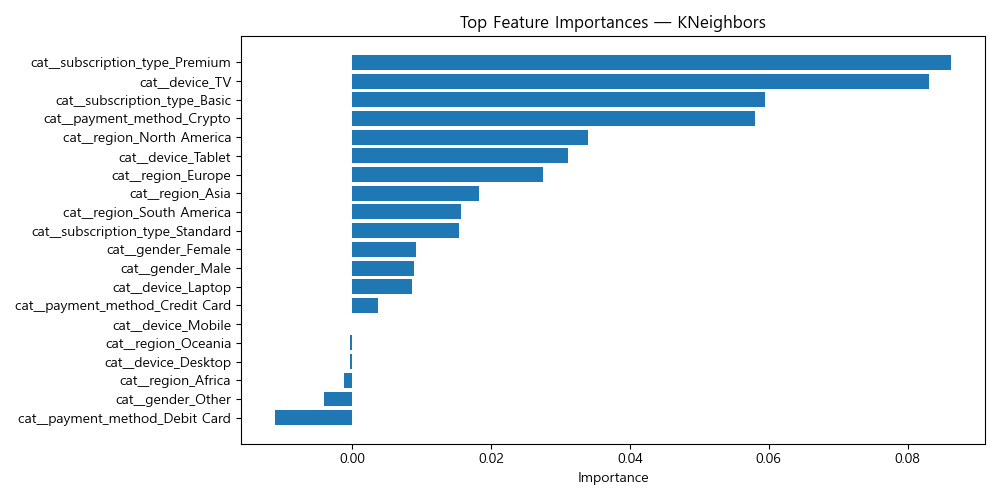 Top Feature Importances — KNeighbors
cat__subscription_type_Premium
cat__device_TV
cat__subscription_type_Basic
cat__payment_method_Crypto
cat__region_North America
cat__device_Tablet
cat__region_Europe
cat__region_Asia
cat__region_South America
cat__subscription_type_Standard
cat__gender_Female
cat__gender_Male
cat__device_Laptop
cat__payment_method_Credit Card
cat__device_Mobile
cat__region_Oceania
cat__device_Desktop
cat__region_Africa
cat__gender_Other
cat__payment_method_Debit Card
0.00 0.02 0.04 0.06 0.08
Importance